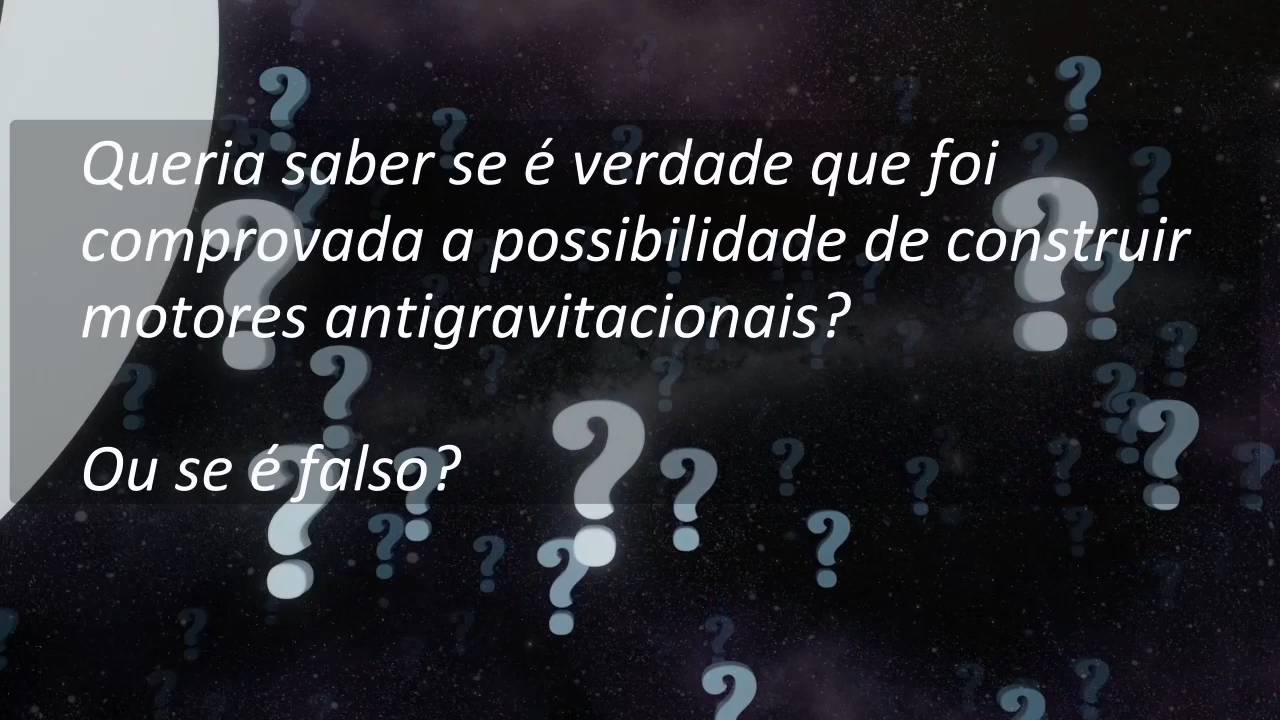 Queria saber se é verdade que foi
comprovada a possibilidade de construir
motores antigravitacionais?
Ou se é falso?